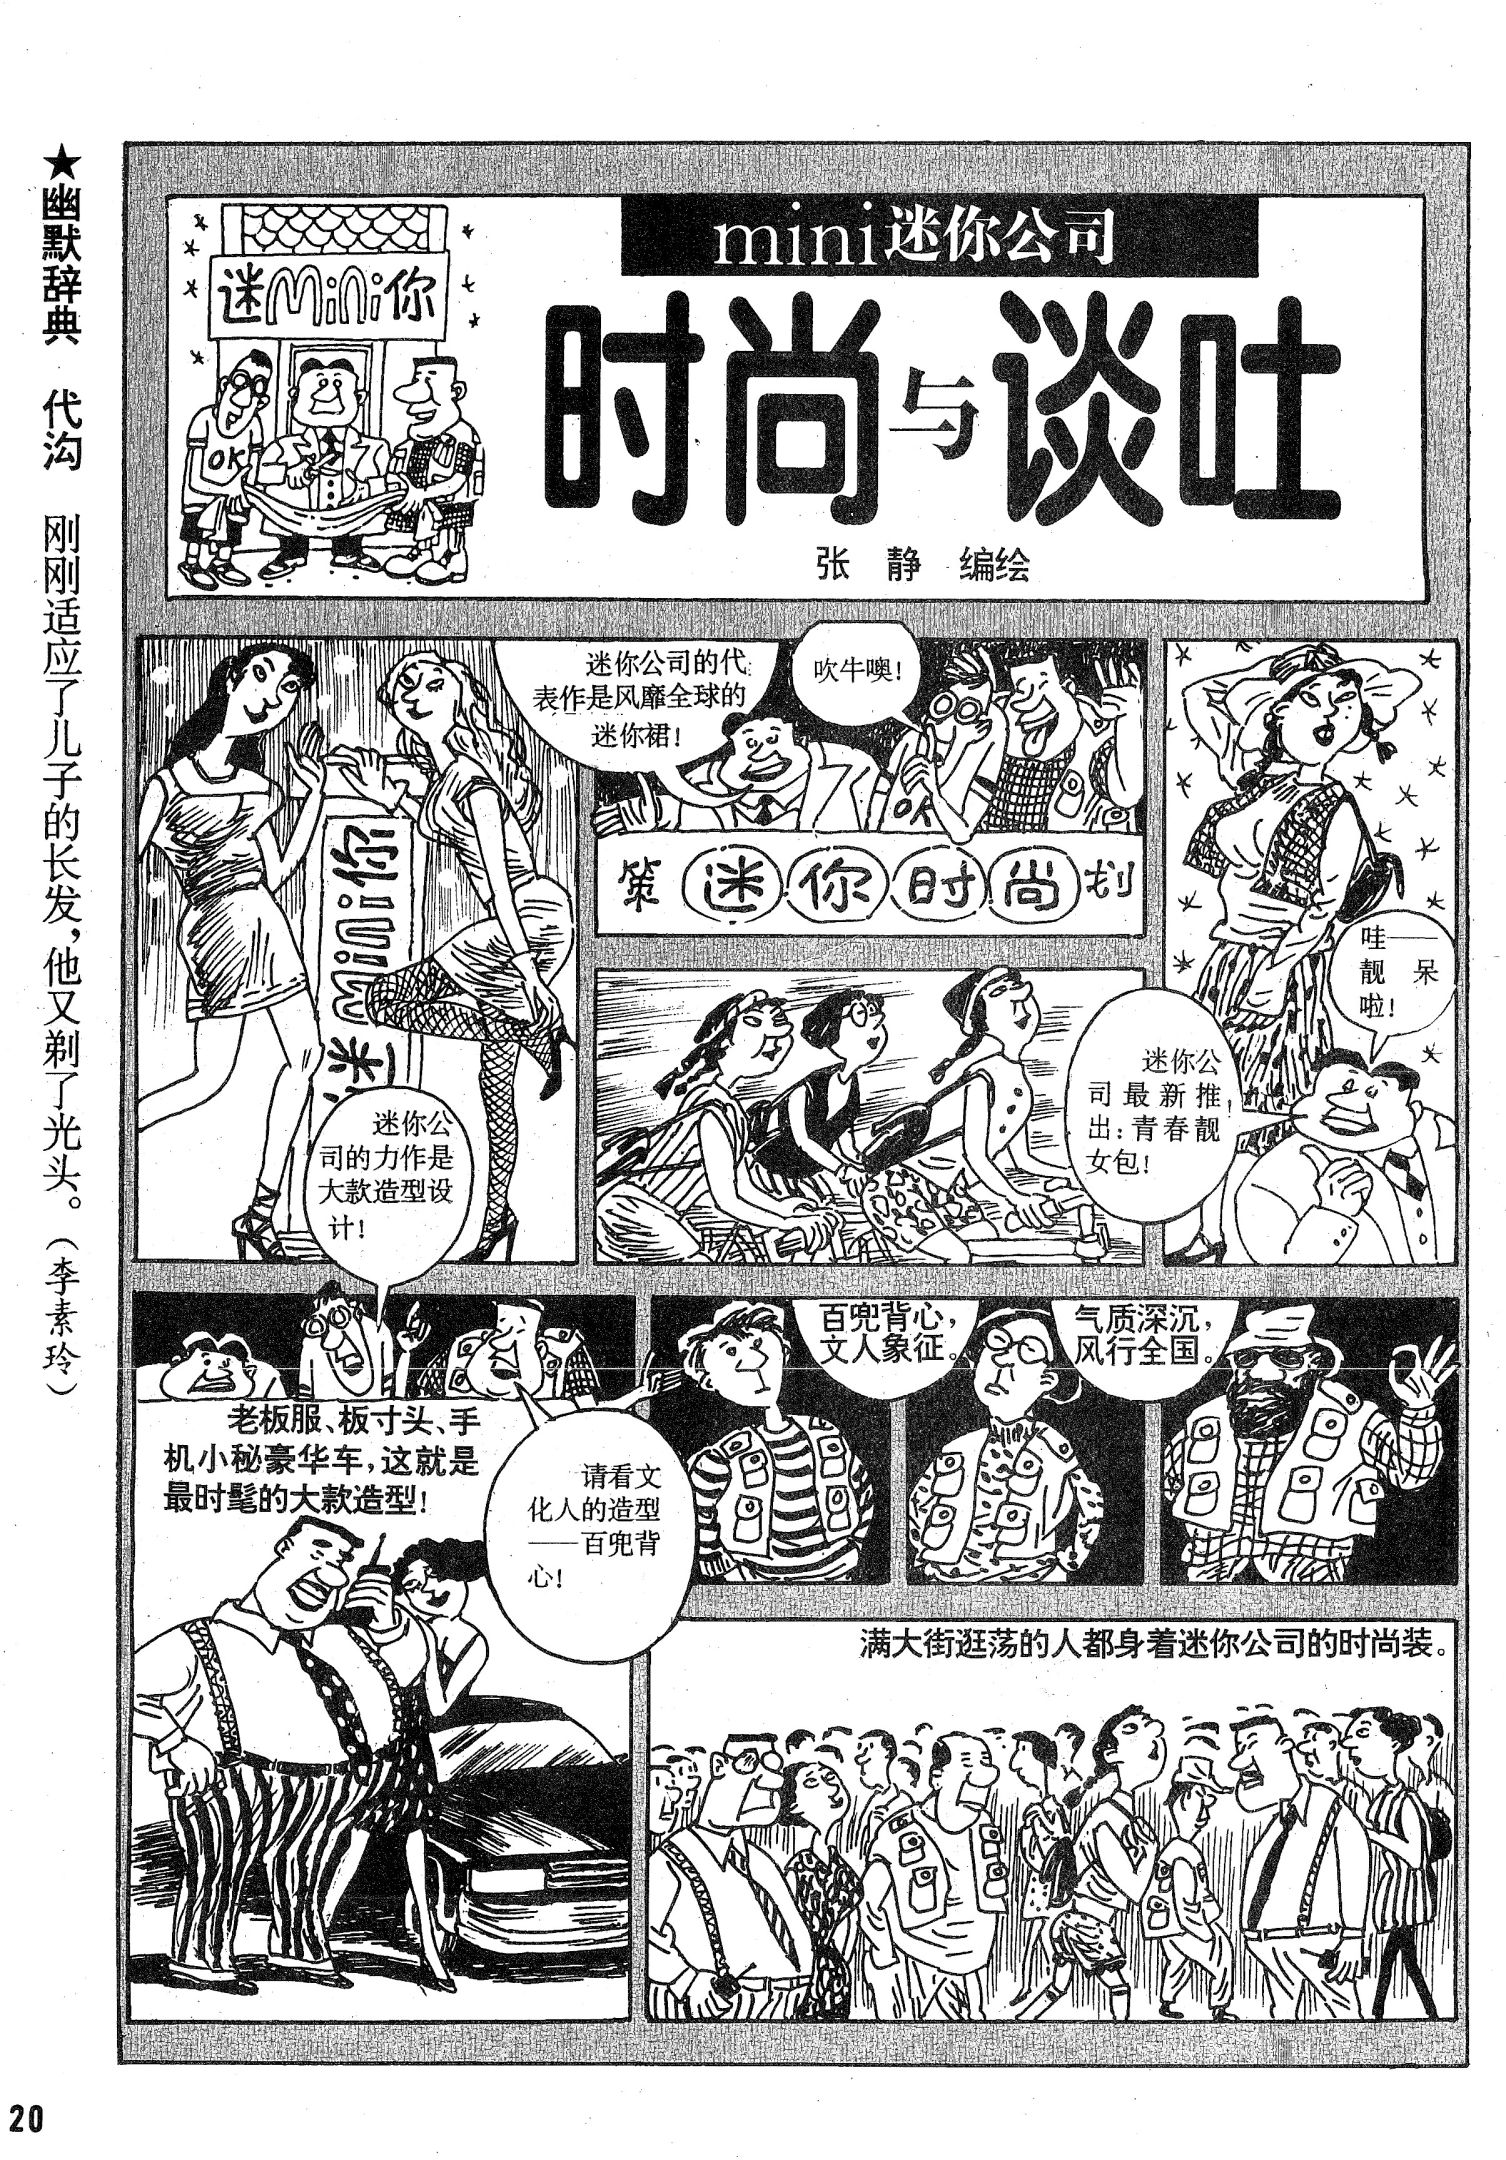 ★幽默辞典 代沟 刚刚适应了儿子的长发，他又剃了光头。（李素玲）
mini迷你公司
迷Mini你
OK
时尚与谈吐
张 静 编绘
迷你公司的代
表作是风靡全球的
迷你裙！
吹牛噢！
OK
策迷你时尚划
迷Mini你
哇——
靓 呆
啦！
迷你公
司最新推
出：青春靓
女包！
迷你公
司的力作是
大款造型设
计！
老板服、板寸头、手
机小秘豪华车，这就是
最时髦的大款造型！
请看文
化人的造型
——百兜背
心！
百兜背心，
文人象征。
气质深沉，
风行全国。
满大街逛荡的人都身着迷你公司的时尚装。
20